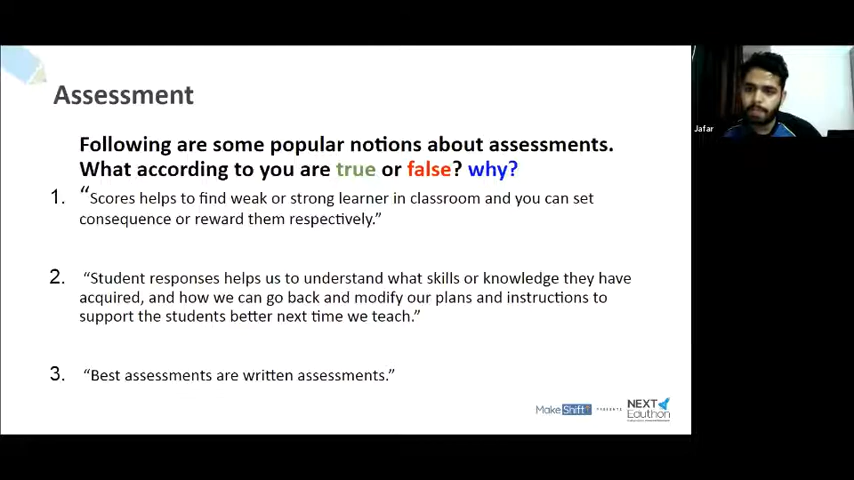 Assessment
Following are some popular notions about assessments.
What according to you are true or false? why?
1. “Scores helps to find weak or strong learner in classroom and you can set
consequence or reward them respectively.”
2. “Student responses helps us to understand what skills or knowledge they have
acquired, and how we can go back and modify our plans and instructions to
support the students better next time we teach.”
3. “Best assessments are written assessments.”
Make Shift PRESENTS NEXT
Eduthon
Jafar